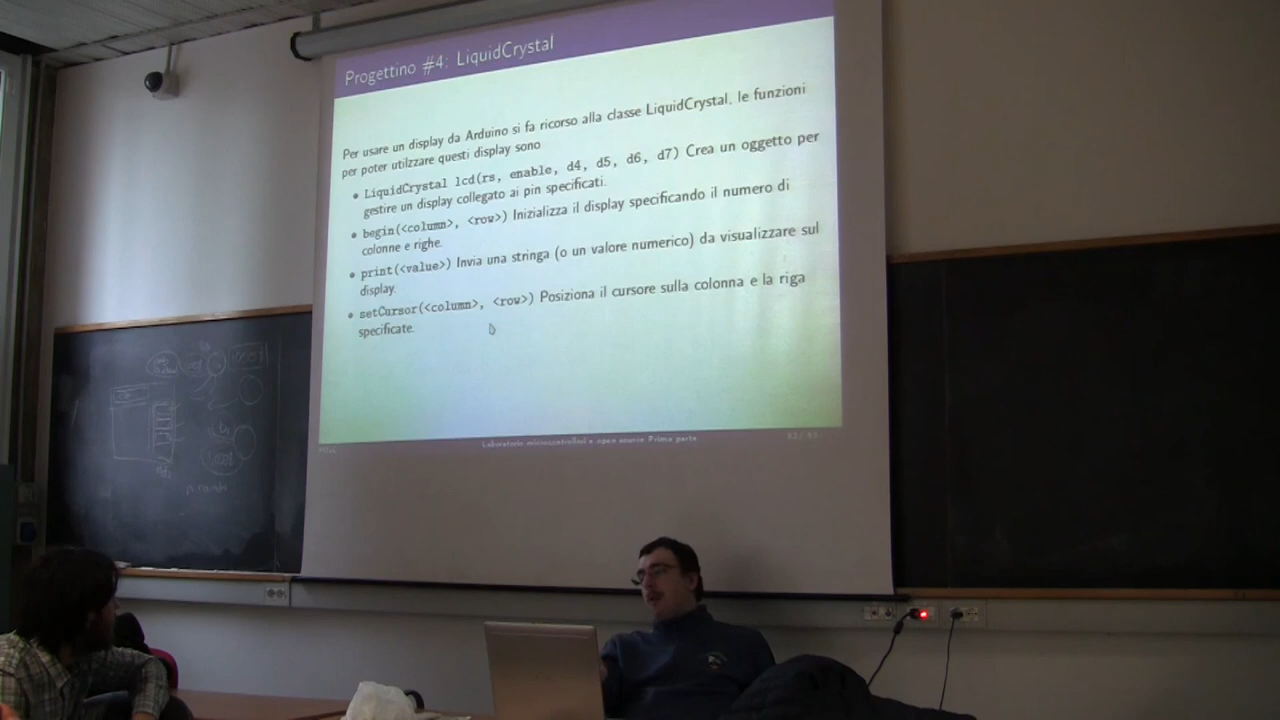 Progettino #4: LiquidCrystal
Per usare un display da Arduino si fa ricorso alla classe LiquidCrystal, le funzioni
per poter utilzzare questi display sono
LiquidCrystal lcd(rs, enable, d4, d5, d6, d7) Crea un oggetto per
gestire un display collegato ai pin specificati.
begin(<column>, <row>) Inizializza il display specificando il numero di
colonne e righe.
print(<value>) Invia una stringa (o un valore numerico) da visualizzare sul
display.
setCursor(<column>, <row>) Posiziona il cursore sulla colonna e la riga
specificate.
Laboratorio microcontrollori e open source Prima parte